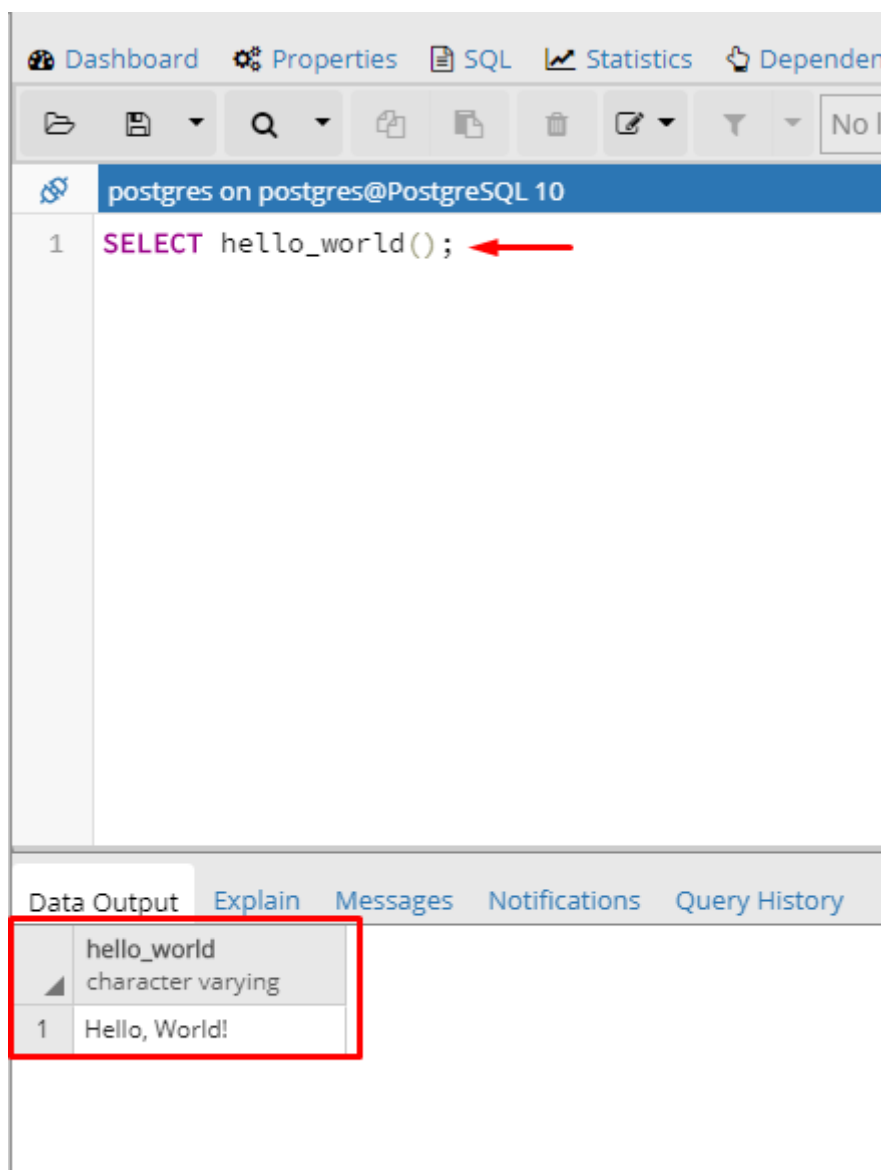 Dashboard Properties SQL Statistics Dependen
No l
postgres on postgres@PostgreSQL 10
1 SELECT hello_world();
Data Output Explain Messages Notifications Query History
hello_world
character varying
1 Hello, World!